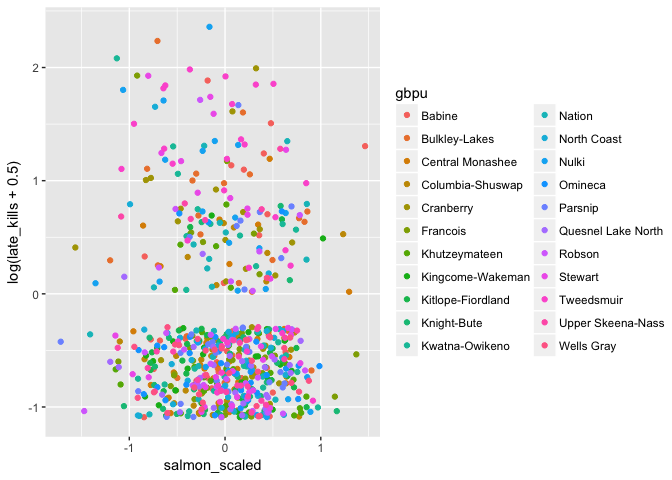 gbpu
Babine
Bulkley-Lakes
Central Monashee
Columbia-Shuswap
Cranberry
Francois
Khutzeymateen
Kingcome-Wakeman
Kitlope-Fiordland
Knight-Bute
Kwatna-Owikeno
Nation
North Coast
Nulki
Omineca
Parsnip
Quesnel Lake North
Robson
Stewart
Tweedsmuir
Upper Skeena-Nass
Wells Gray
log(late_kills + 0.5)
2
1
0
-1
-1
0
1
salmon_scaled